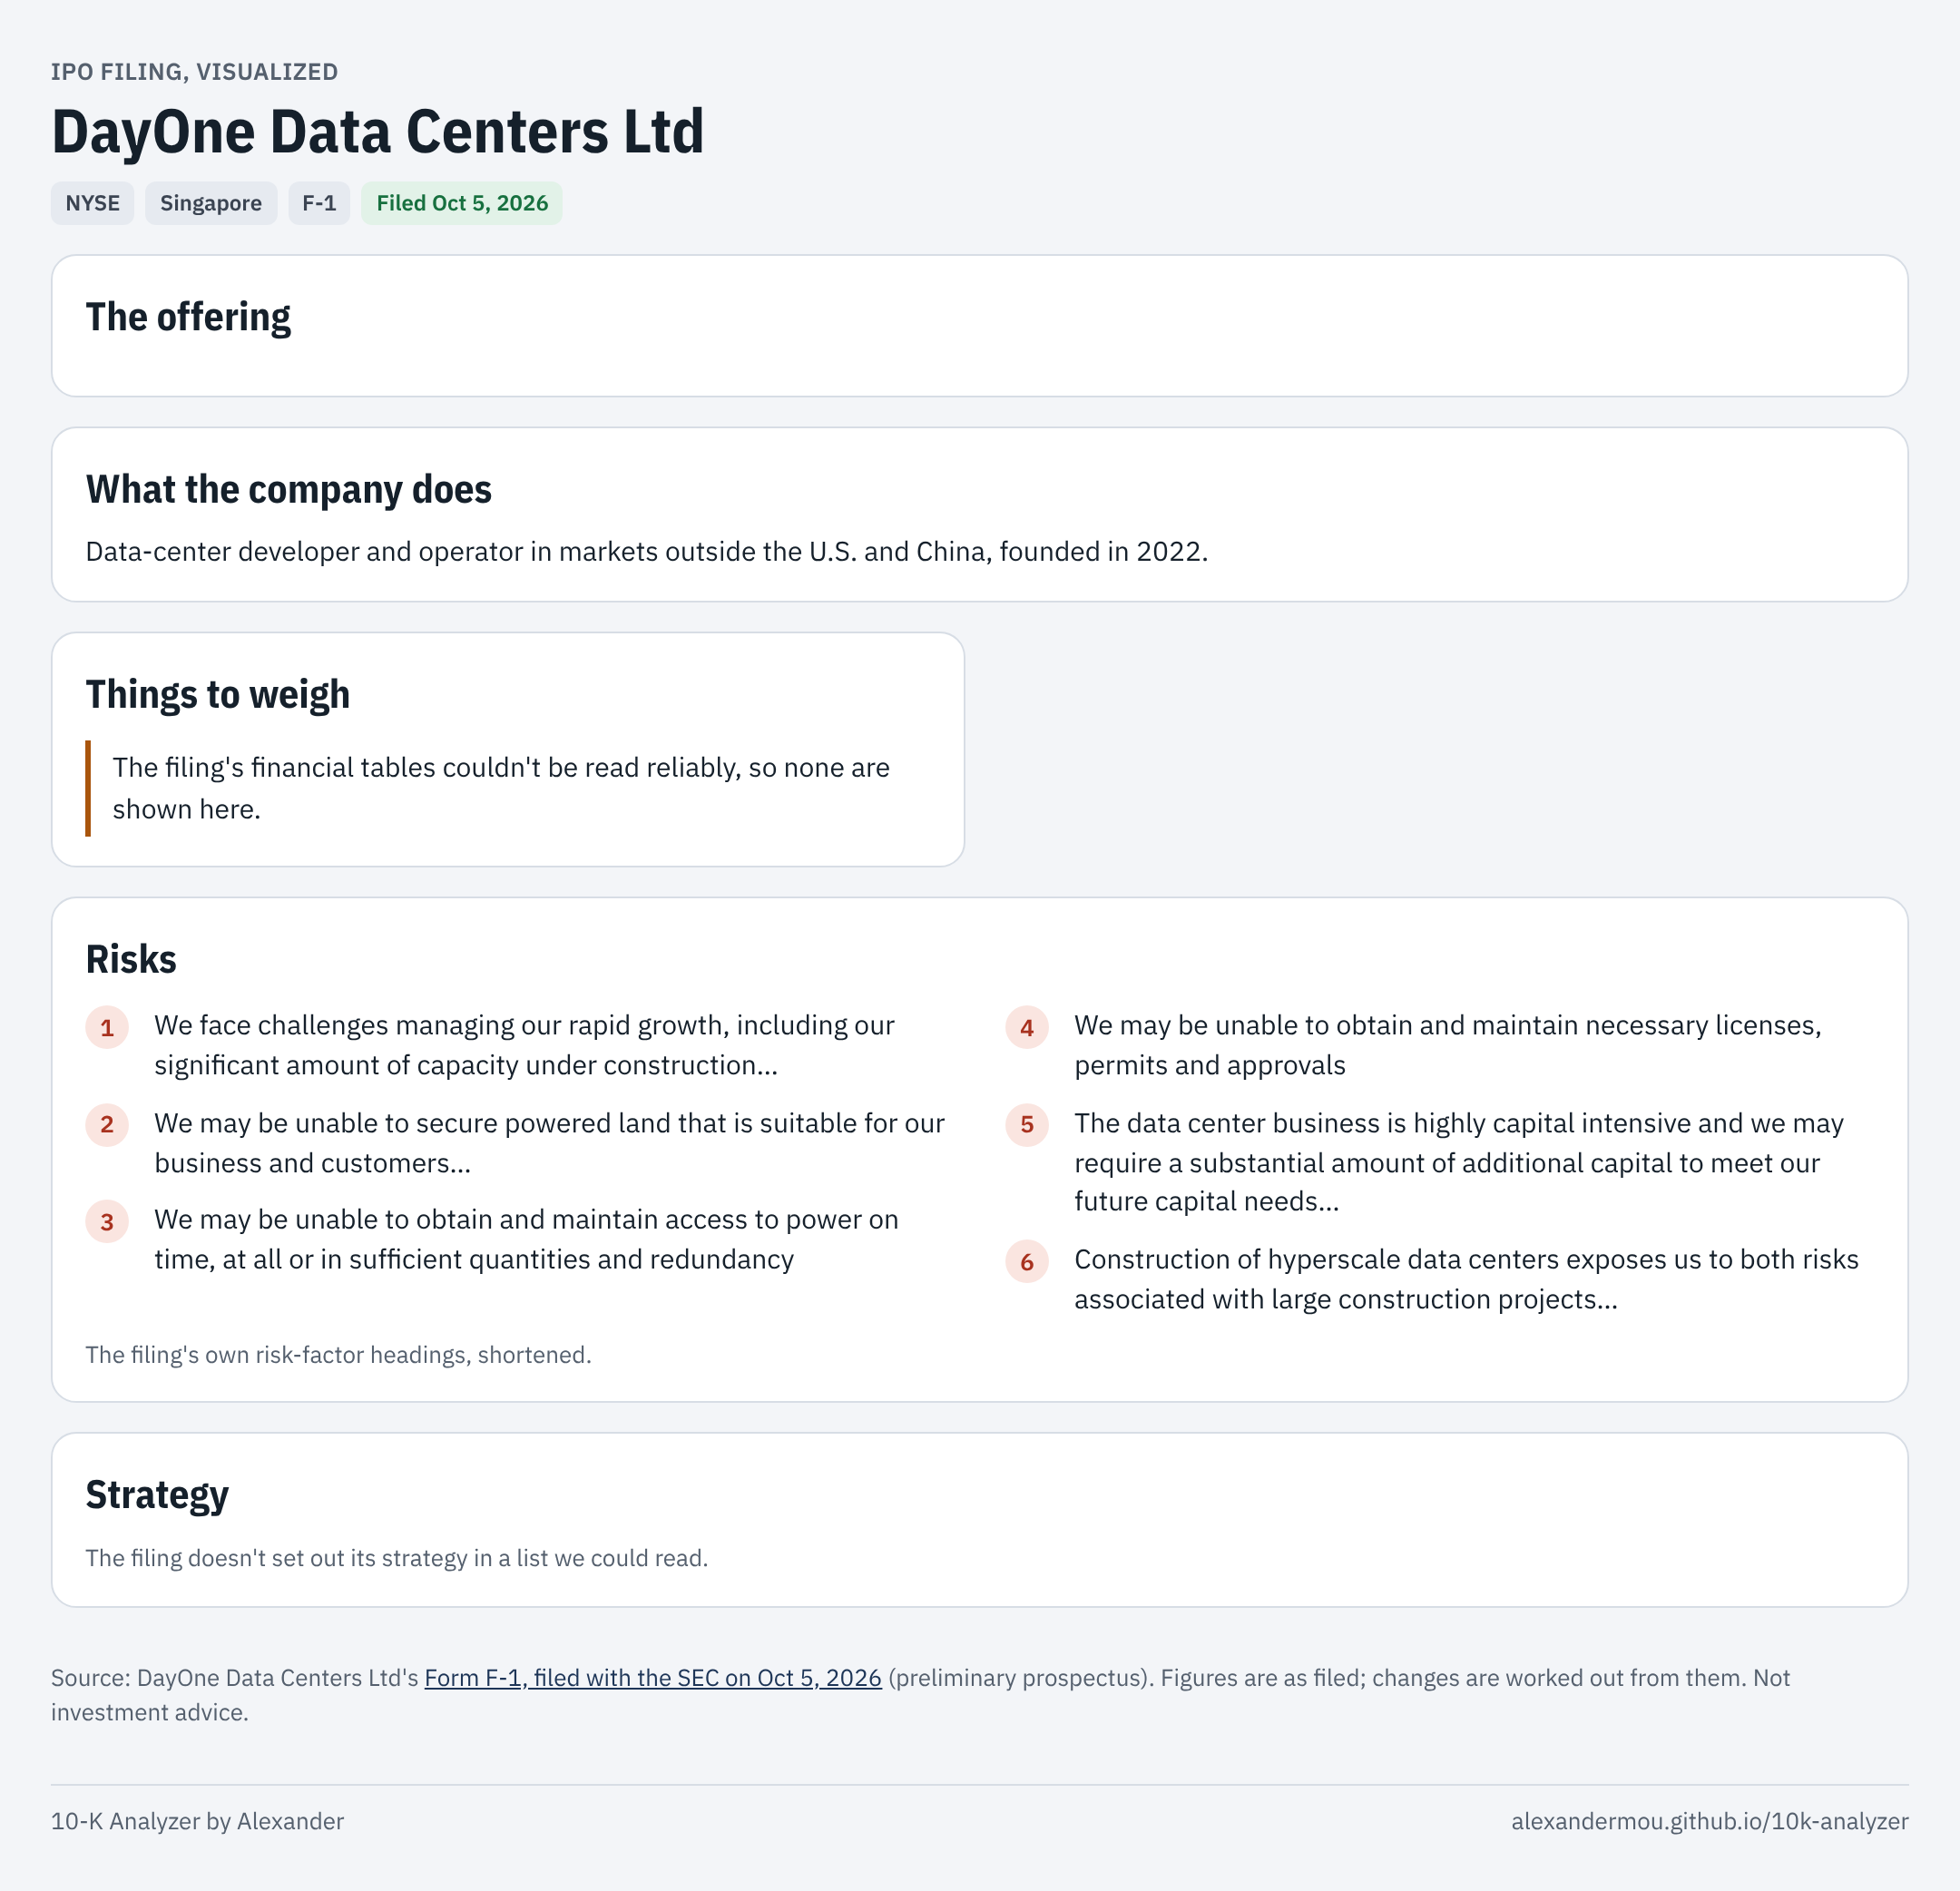 IPO FILING, VISUALIZED
DayOne Data Centers Ltd
NYSE
Singapore
F-1
Filed Oct 5, 2026
The offering
What the company does
Data-center developer and operator in markets outside the U.S. and China, founded in 2022.
Things to weigh
The filing's financial tables couldn't be read reliably, so none are
shown here.
Risks
1 We face challenges managing our rapid growth, including our
significant amount of capacity under construction...
2 We may be unable to secure powered land that is suitable for our
business and customers...
3 We may be unable to obtain and maintain access to power on
time, at all or in sufficient quantities and redundancy
4 We may be unable to obtain and maintain necessary licenses,
permits and approvals
5 The data center business is highly capital intensive and we may
require a substantial amount of additional capital to meet our
future capital needs...
6 Construction of hyperscale data centers exposes us to both risks
associated with large construction projects...
The filing's own risk-factor headings, shortened.
Strategy
The filing doesn't set out its strategy in a list we could read.
Source: DayOne Data Centers Ltd's Form F-1, filed with the SEC on Oct 5, 2026 (preliminary prospectus). Figures are as filed; changes are worked out from them. Not
investment advice.
10-K Analyzer by Alexander
alexandermou.github.io/10k-analyzer